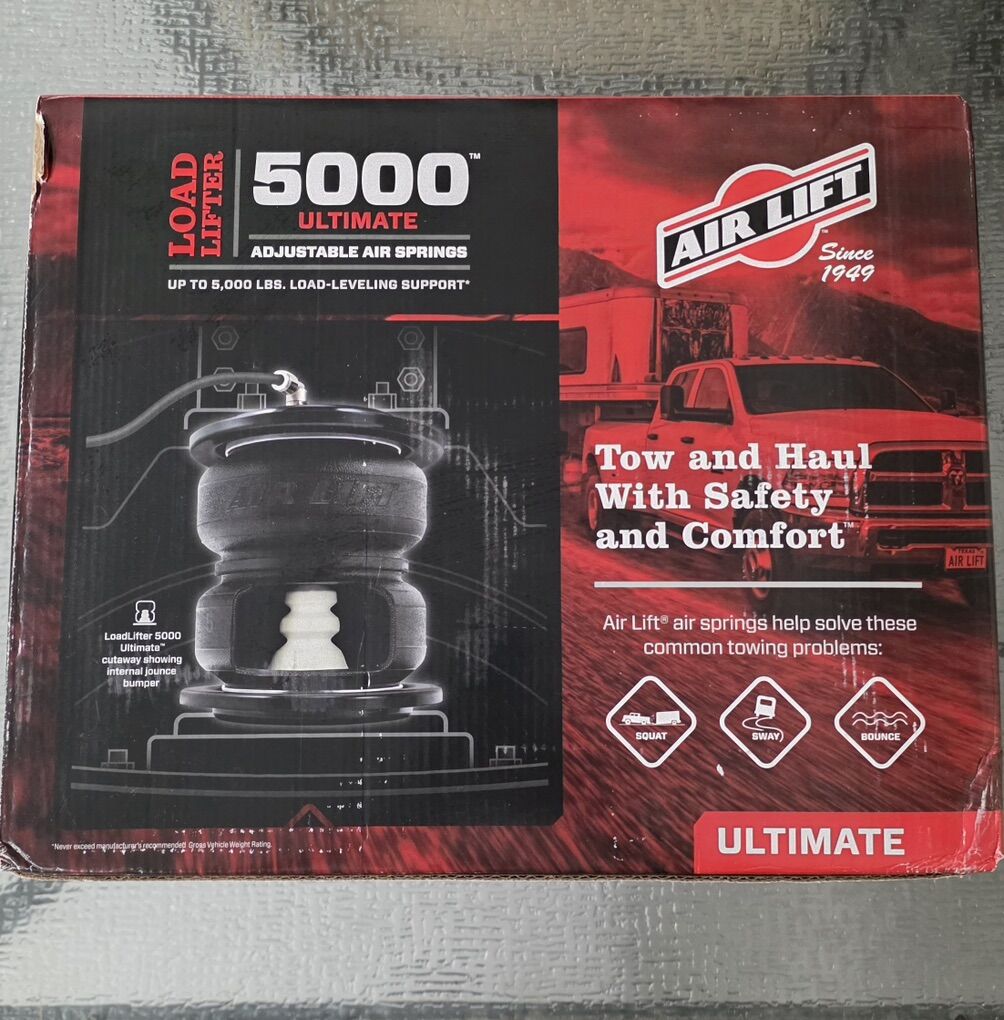 LOAD
LIFTER
5000™
ULTIMATE
ADJUSTABLE AIR SPRINGS
UP TO 5,000 LBS. LOAD-LEVELING SUPPORT*
AIR LIFT™
Since
1949
AIR LIFT
Tow and Haul
With Safety
and Comfort™
TEXAS
AIR LIFT
LoadLifter 5000
Ultimate™
cutaway showing
internal jounce
bumper
Air Lift® air springs help solve these
common towing problems:
SQUAT
SWAY
BOUNCE
ULTIMATE
*Never exceed manufacturer's recommended Gross Vehicle Weight Rating.